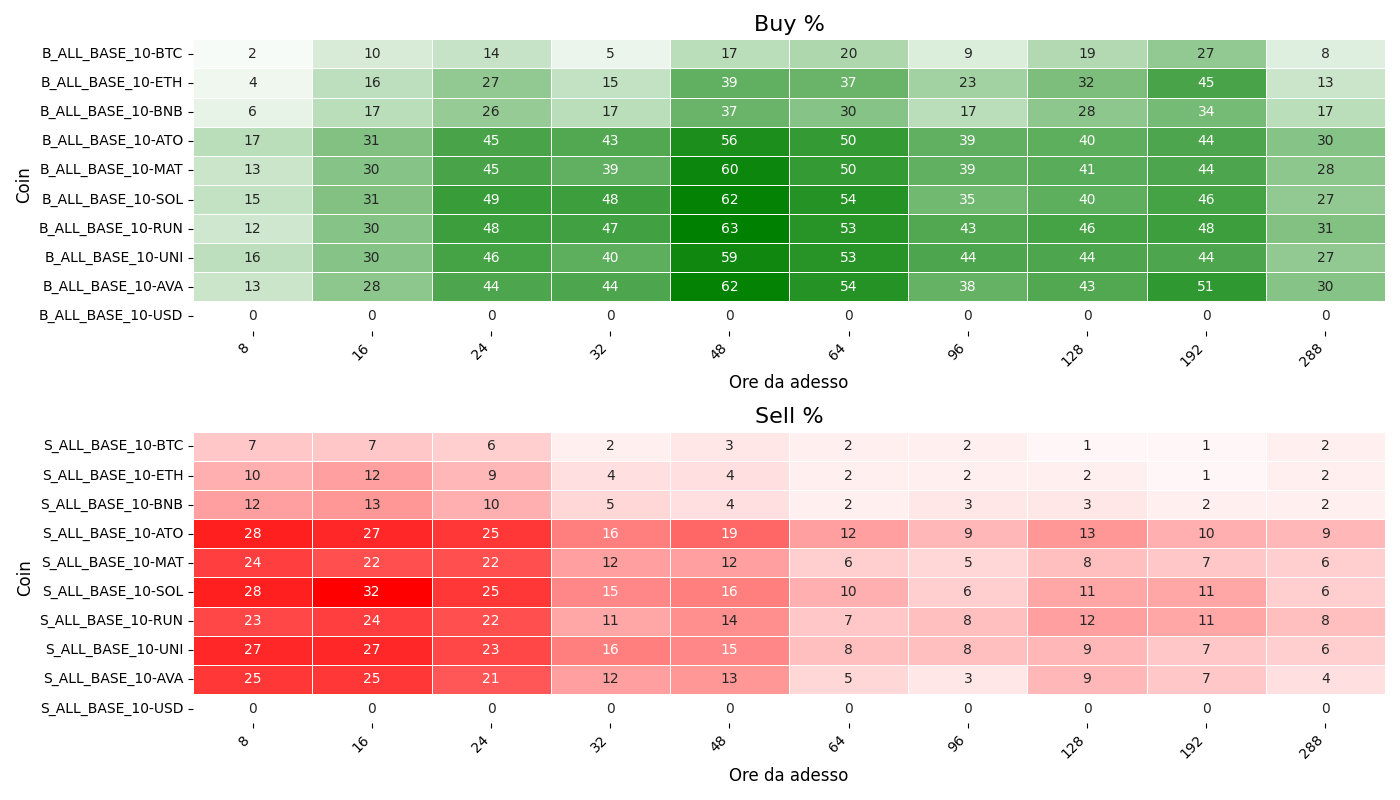 Buy %
Coin
B_ALL_BASE_10-BTC 2 10 14 5 17 20 9 19 27 8
B_ALL_BASE_10-ETH 4 16 27 15 39 37 23 32 45 13
B_ALL_BASE_10-BNB 6 17 26 17 37 30 17 28 34 17
B_ALL_BASE_10-ATO 17 31 45 43 56 50 39 40 44 30
B_ALL_BASE_10-MAT 13 30 45 39 60 50 39 41 44 28
B_ALL_BASE_10-SOL 15 31 49 48 62 54 35 40 46 27
B_ALL_BASE_10-RUN 12 30 48 47 63 53 43 46 48 31
B_ALL_BASE_10-UNI 16 30 46 40 59 53 44 44 44 27
B_ALL_BASE_10-AVA 13 28 44 44 62 54 38 43 51 30
B_ALL_BASE_10-USD 0 0 0 0 0 0 0 0 0 0
8 16 24 32 48 64 96 128 192 288
Ore da adesso
Sell %
Coin
S_ALL_BASE_10-BTC 7 7 6 2 3 2 2 1 1 2
S_ALL_BASE_10-ETH 10 12 9 4 4 2 2 2 1 2
S_ALL_BASE_10-BNB 12 13 10 5 4 2 3 3 2 2
S_ALL_BASE_10-ATO 28 27 25 16 19 12 9 13 10 9
S_ALL_BASE_10-MAT 24 22 22 12 12 6 5 8 7 6
S_ALL_BASE_10-SOL 28 32 25 15 16 10 6 11 11 6
S_ALL_BASE_10-RUN 23 24 22 11 14 7 8 12 11 8
S_ALL_BASE_10-UNI 27 27 23 16 15 8 8 9 7 6
S_ALL_BASE_10-AVA 25 25 21 12 13 5 3 9 7 4
S_ALL_BASE_10-USD 0 0 0 0 0 0 0 0 0 0
8 16 24 32 48 64 96 128 192 288
Ore da adesso